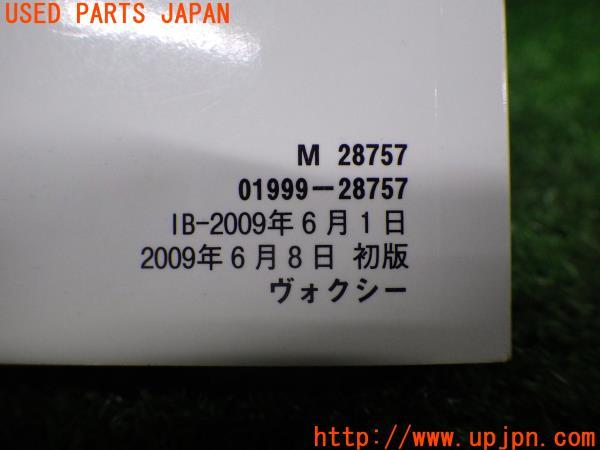 USED PARTS JAPAN
M 28757
01999-28757
IB-2009年6月1日
2009年6月8日 初版
ヴォクシー
http://www.upjpn.com/